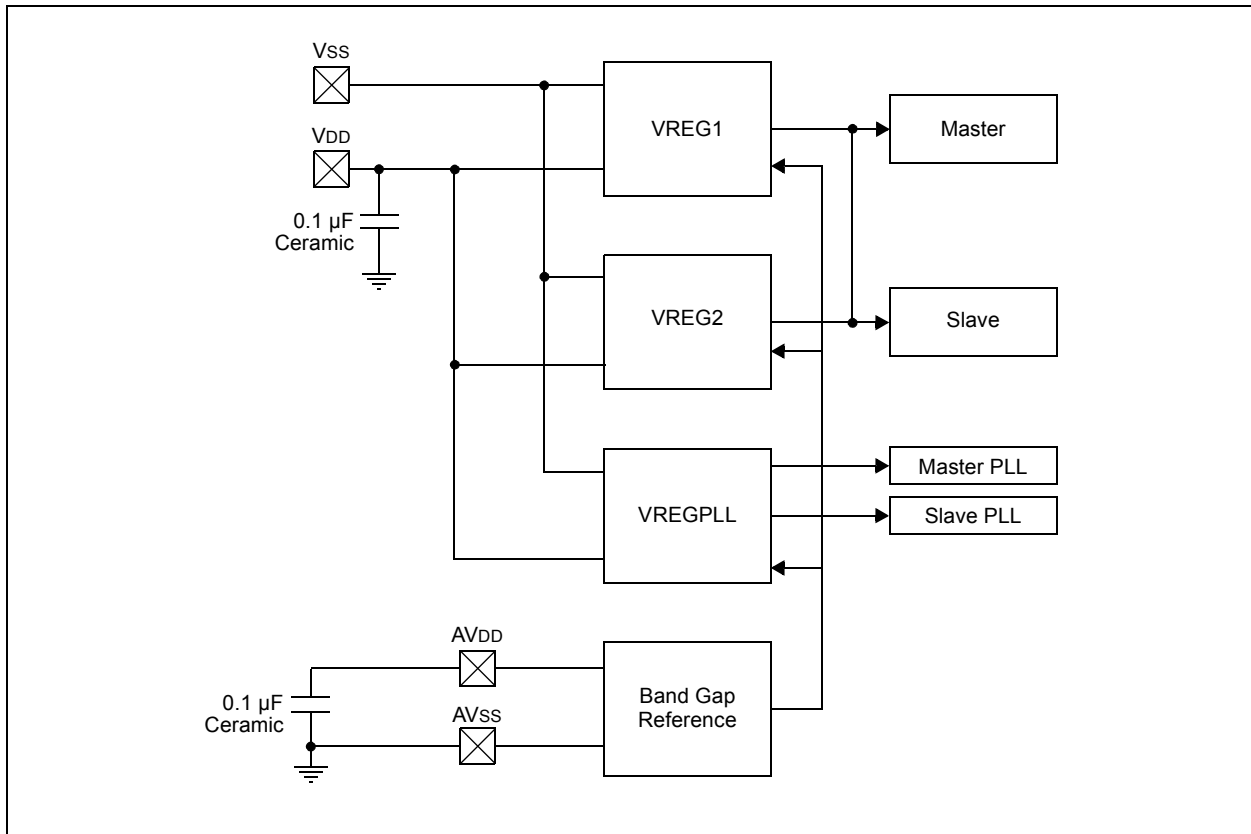 VSS
VREG1
Master
VDD
0.1 µF
Ceramic
VREG2
Slave
VREGPLL
Master PLL
Slave PLL
AVDD
0.1 µF
Ceramic
AVSS
Band Gap
Reference